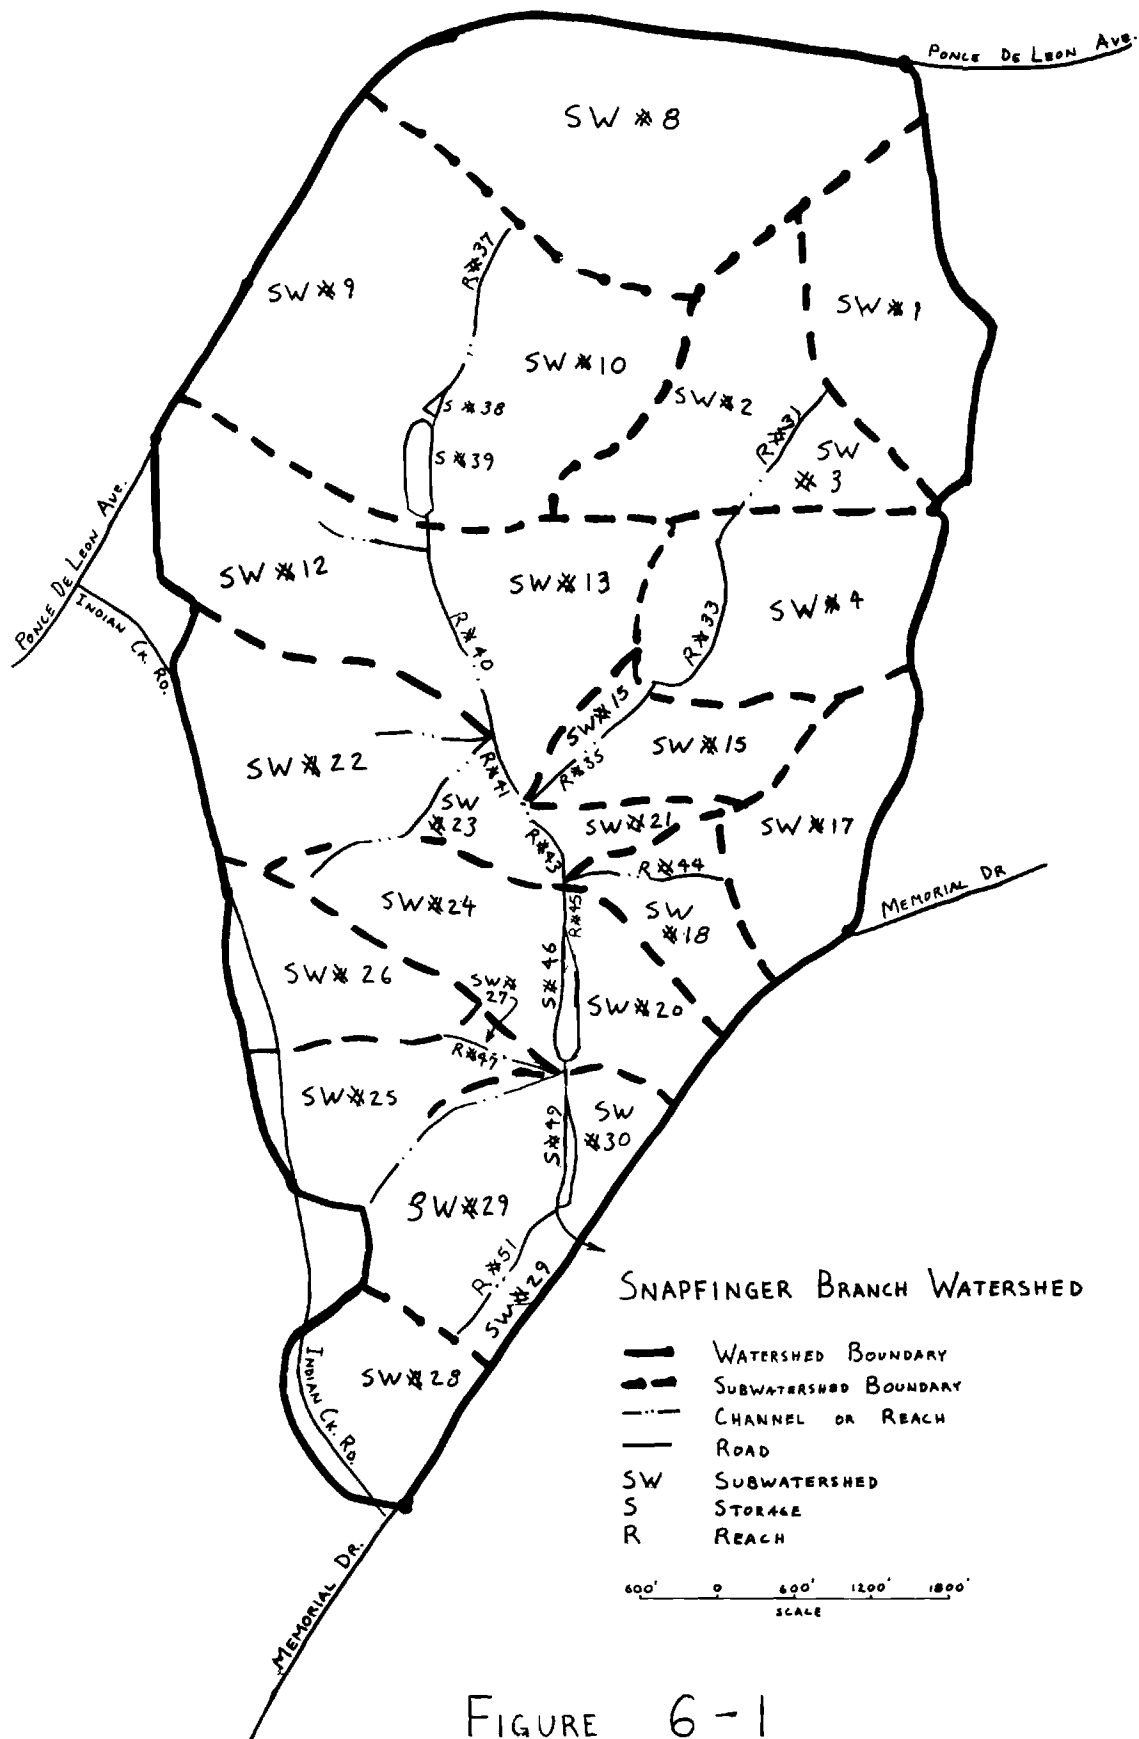 PONCE DE LEON AVE.
SW #8
R#37
SW #9
SW #1
SW #10
SW #2
S #38
R#31
SW
# 3
S #39
PONCE DE LEON AVE.
SW #12
SW #13
SW #4
INDIAN CK. RD.
R#40
R#33
SW#15
SW #15
SW #22
R#41
R#35
SW
#23
SW #21
SW #17
R#43
R#44
MEMORIAL DR
SW #24
R#45
SW
#18
SW# 26
SW#
27
S# 46
SW #20
R#47
SW #25
S#49
SW
#30
SW#29
R#51
SW#29
SNAPFINGER BRANCH WATERSHED
WATERSHED BOUNDARY
SUBWATERSHED BOUNDARY
CHANNEL OR REACH
ROAD
SW SUBWATERSHED
S STORAGE
R REACH
INDIAN CK. RD.
SW #28
600' 0 600' 1200' 1800'
SCALE
MEMORIAL DR.
FIGURE 6-1